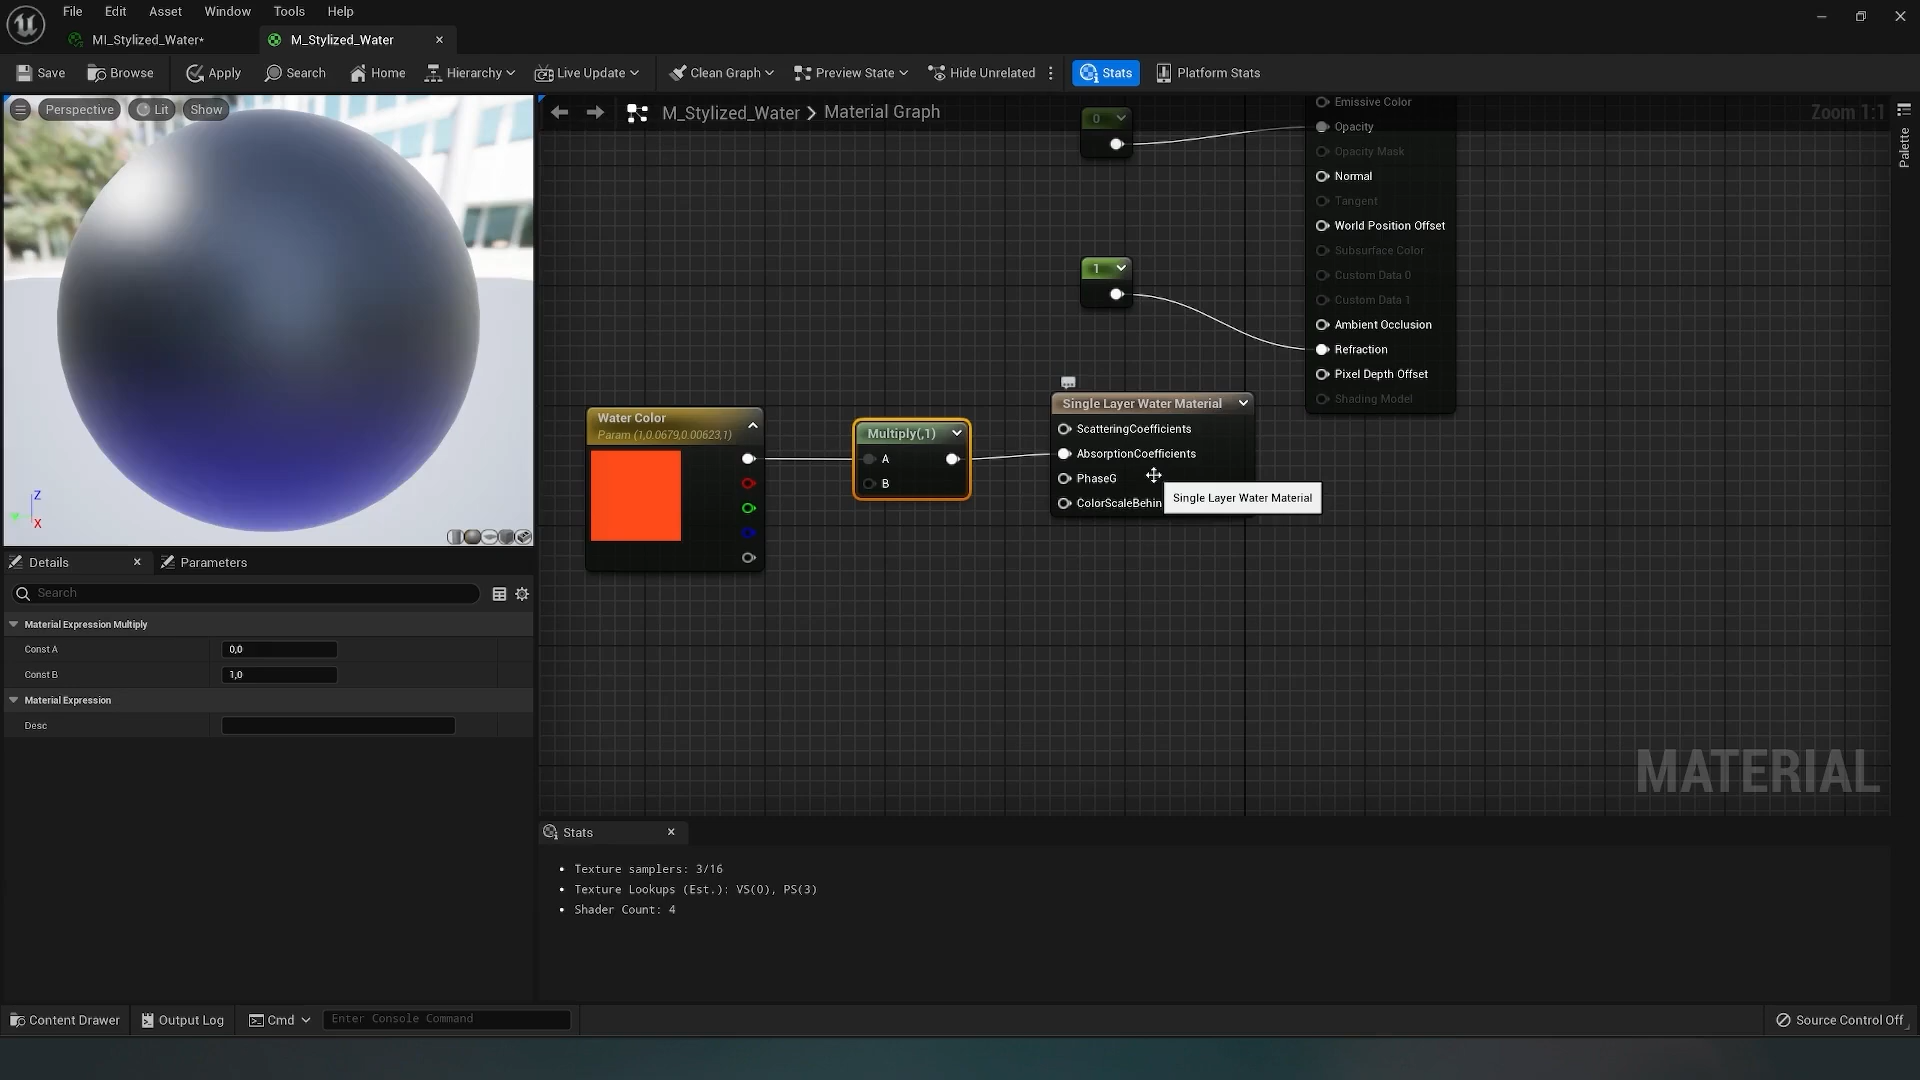 File Edit Asset Window Tools Help
MI_Stylized_Water*
M_Stylized_Water
Save Browse Apply Search Home Hierarchy Live Update Clean Graph Preview State Hide Unrelated Stats Platform Stats
Perspective Lit Show
M_Stylized_Water > Material Graph
Zoom 1:1
Palette
0
Emissive Color
Opacity
Opacity Mask
Normal
Tangent
World Position Offset
Subsurface Color
Custom Data 0
Custom Data 1
Ambient Occlusion
Refraction
Pixel Depth Offset
Shading Model
1
Water Color
Param (1,0.0679,0.00623,1)
Multiply(,1)
A
B
Single Layer Water Material
ScatteringCoefficients
AbsorptionCoefficients
PhaseG
ColorScaleBehin
Single Layer Water Material
MATERIAL
Z
X
Details
Parameters
Search
Material Expression Multiply
Const A 0,0
Const B 1,0
Material Expression
Desc
Stats
• Texture samplers: 3/16
• Texture Lookups (Est.): VS(0), PS(3)
• Shader Count: 4
Content Drawer Output Log Cmd Enter Console Command Source Control Off